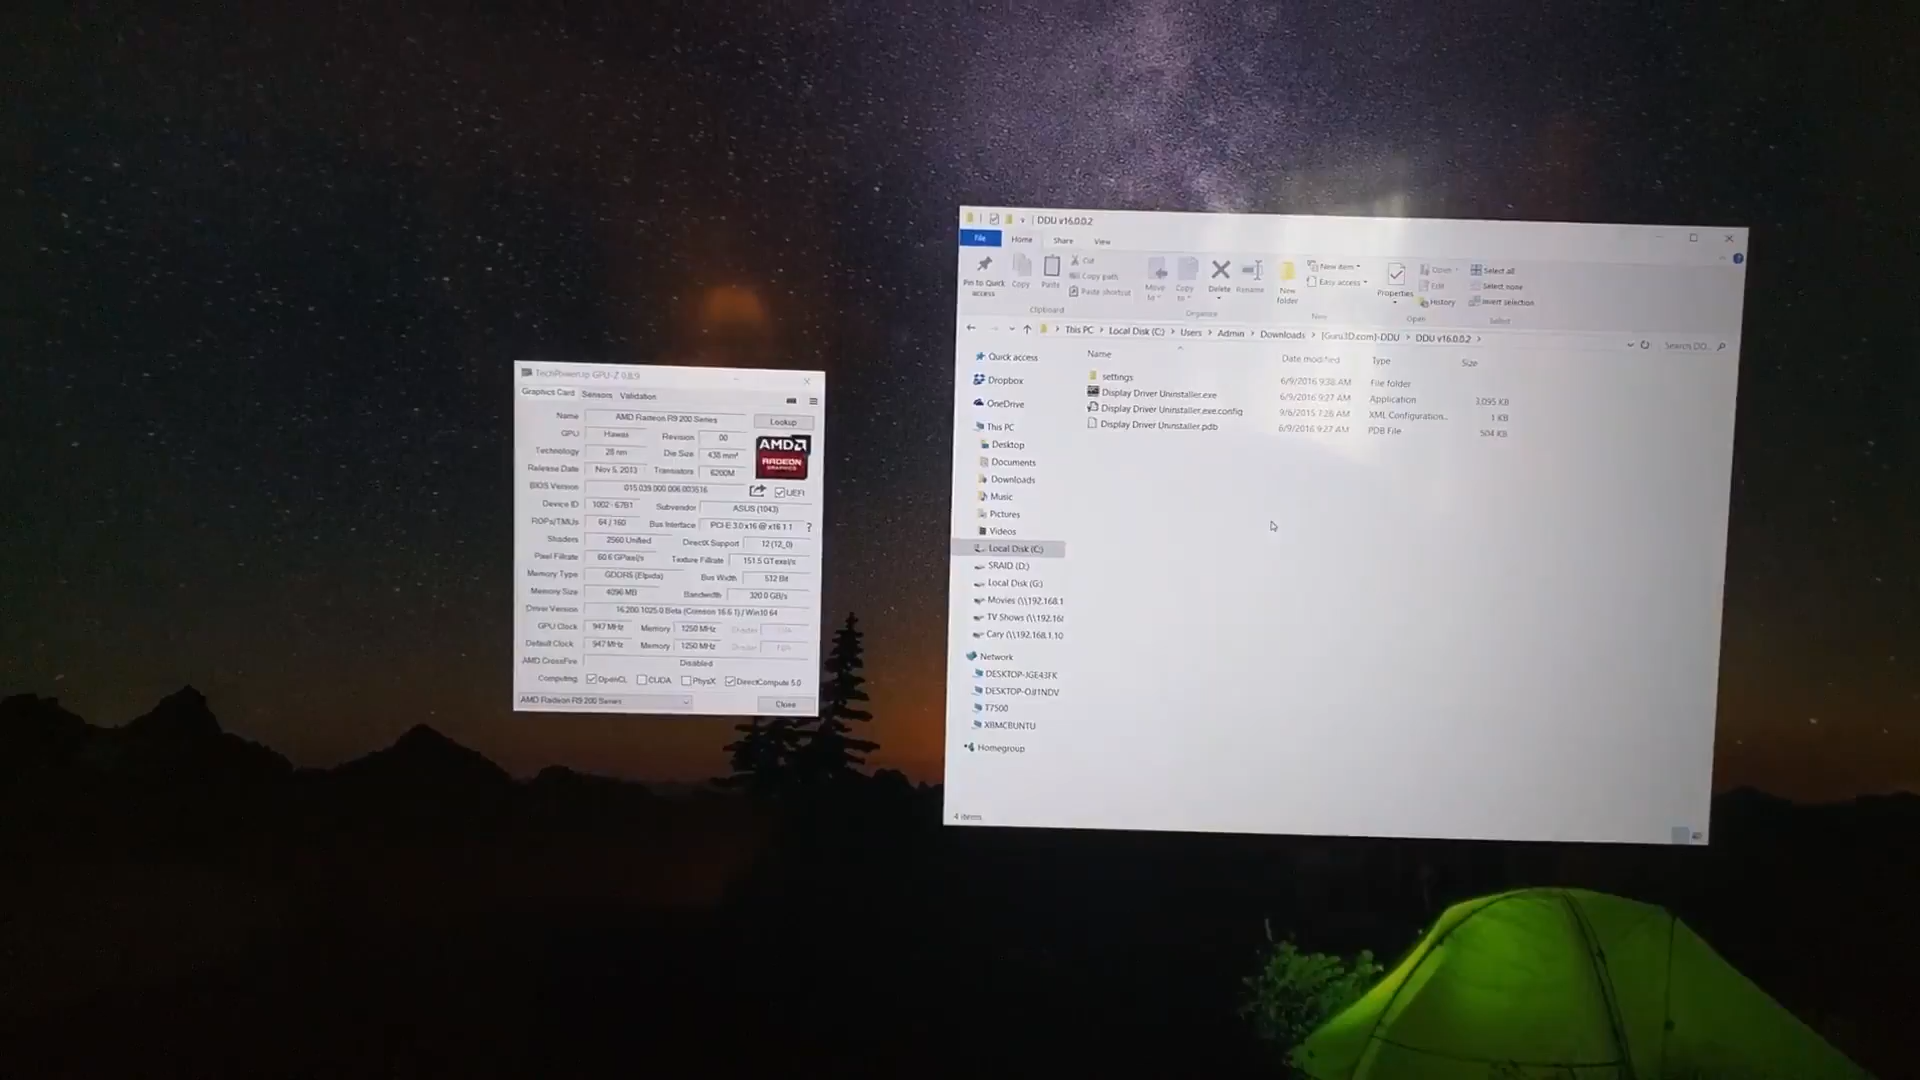 TechPowerUp GPU-Z 0.8.9
Graphics Card Sensors Validation
Name AMD Radeon R9 200 Series Lookup
GPU Hawaii Revision 00
Technology 28 nm Die Size 438 mm²
Release Date Nov 5, 2013 Transistors 6200M
BIOS Version 015.039.000.006.003516 UEFI
Device ID 1002 - 67B1 Subvendor ASUS (1043)
ROPs/TMUs 64 / 160 Bus Interface PCI-E 3.0 x16 @ x16 1.1 ?
Shaders 2560 Unified DirectX Support 12 (12_0)
Pixel Fillrate 60.6 GPixel/s Texture Fillrate 151.5 GTexel/s
Memory Type GDDR5 (Elpida) Bus Width 512 Bit
Memory Size 4096 MB Bandwidth 320.0 GB/s
Driver Version 16.200.1025.0 Beta (Crimson 16.6.1) / Win10 64
GPU Clock 947 MHz Memory 1250 MHz Shader N/A
Default Clock 947 MHz Memory 1250 MHz Shader N/A
AMD CrossFire Disabled
Computing OpenCL CUDA PhysX DirectCompute 5.0
AMD Radeon R9 200 Series Close
AMD
RADEON
GRAPHICS
DDU v16.0.0.2
File Home Share View
Pin to Quick access Copy Paste Cut Copy path Paste shortcut
Move to Copy to Delete Rename New folder
New item Easy access Properties Open Edit History
Select all Select none Invert selection
Clipboard Organize New Open Select
This PC > Local Disk (C:) > Users > Admin > Downloads > [Guru3D.com]-DDU > DDU v16.0.0.2 > Search DD...
Name Date modified Type Size
settings 6/9/2016 9:38 AM File folder
Display Driver Uninstaller.exe 6/9/2016 9:27 AM Application 3,095 KB
Display Driver Uninstaller.exe.config 9/6/2015 7:26 AM XML Configuration... 1 KB
Display Driver Uninstaller.pdb 6/9/2016 9:27 AM PDB File 504 KB
Quick access
Dropbox
OneDrive
This PC
Desktop
Documents
Downloads
Music
Pictures
Videos
Local Disk (C:)
SRAID (D:)
Local Disk (G:)
Movies (\\192.168.1
TV Shows (\\192.168
Cary (\\192.168.1.10
Network
DESKTOP-JGE43FK
DESKTOP-OJI1NDV
T7500
XBMCBUNTU
Homegroup
4 items